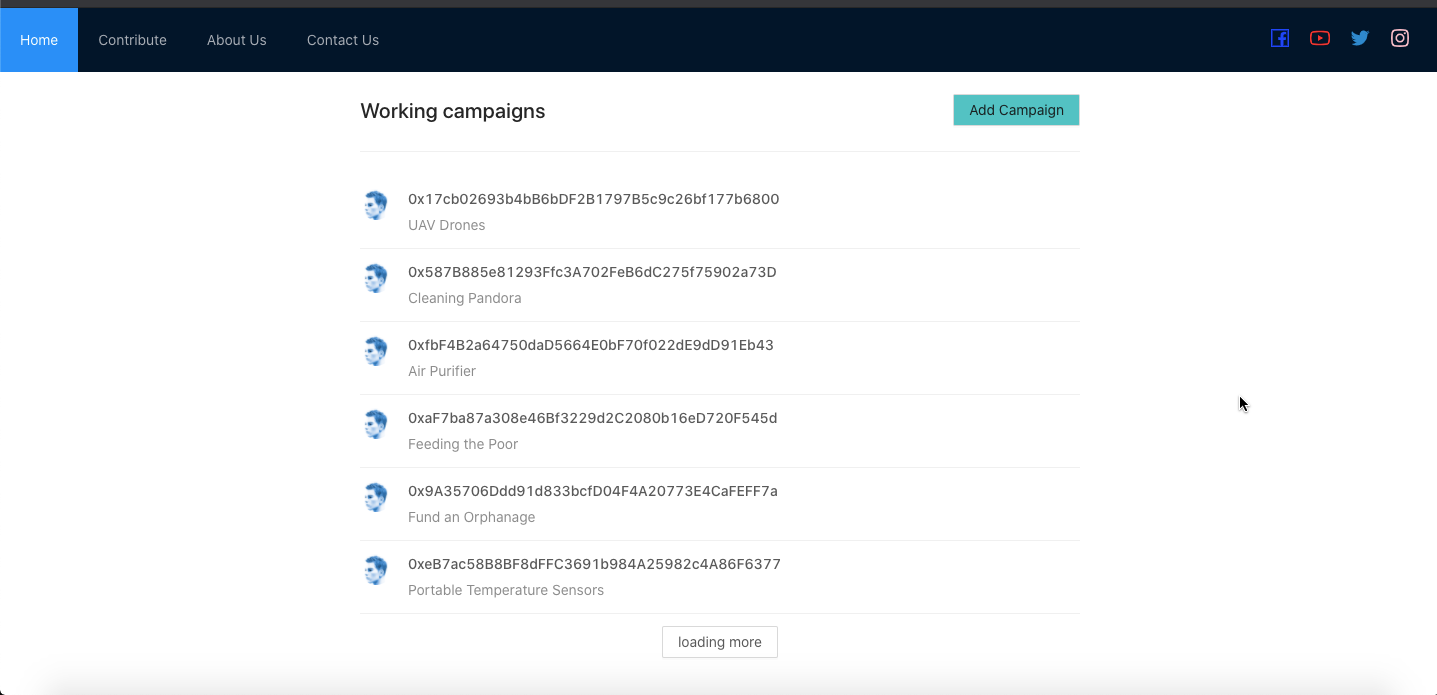 Home Contribute About Us Contact Us
Working campaigns Add Campaign
0x17cb02693b4bB6bDF2B1797B5c9c26bf177b6800
UAV Drones
0x587B885e81293Ffc3A702FeB6dC275f75902a73D
Cleaning Pandora
0xfbF4B2a64750daD5664E0bF70f022dE9dD91Eb43
Air Purifier
0xaF7ba87a308e46Bf3229d2C2080b16eD720F545d
Feeding the Poor
0x9A35706Ddd91d833bcfD04F4A20773E4CaFEFF7a
Fund an Orphanage
0xeB7ac58B8BF8dFFC3691b984A25982c4A86F6377
Portable Temperature Sensors
loading more